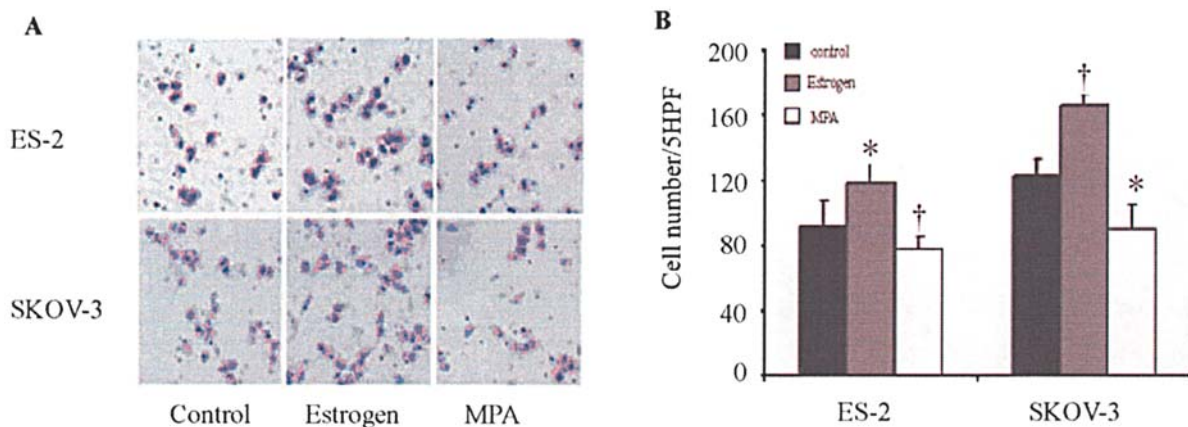 A
ES-2
SKOV-3
Control Estrogen MPA
B
Cell number/5HPF
200
160
120
80
40
0
control
Estrogen
MPA
* † † *
ES-2 SKOV-3